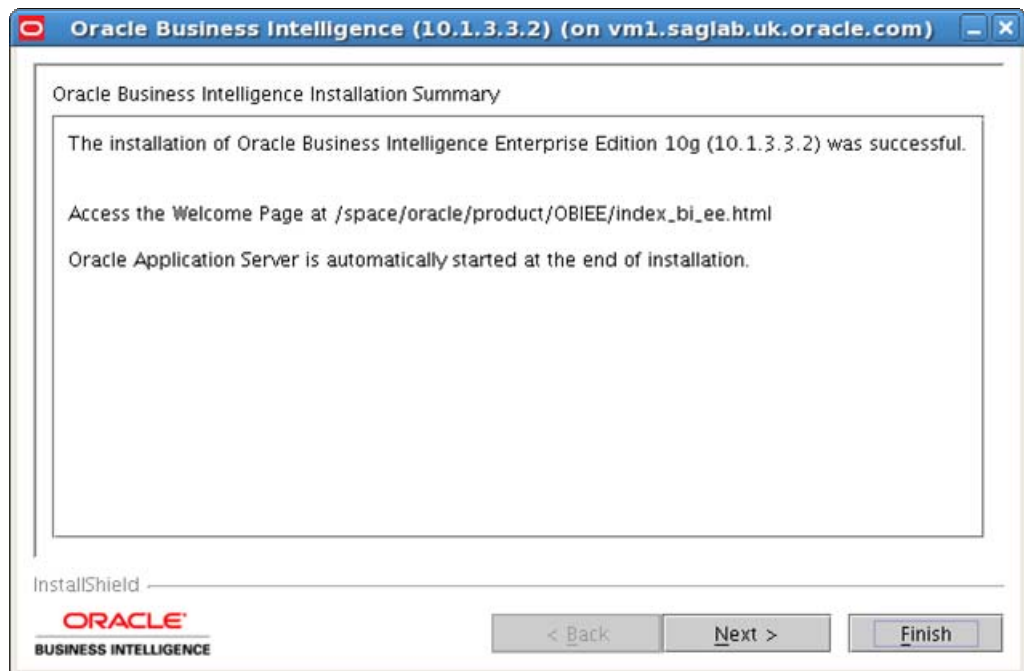 Oracle Business Intelligence (10.1.3.3.2) (on vm1.saglab.uk.oracle.com)
Oracle Business Intelligence Installation Summary
The installation of Oracle Business Intelligence Enterprise Edition 10g (10.1.3.3.2) was successful.
Access the Welcome Page at /space/oracle/product/OBIEE/index_bi_ee.html
Oracle Application Server is automatically started at the end of installation.
InstallShield
ORACLE
BUSINESS INTELLIGENCE
< Back
Next >
Finish